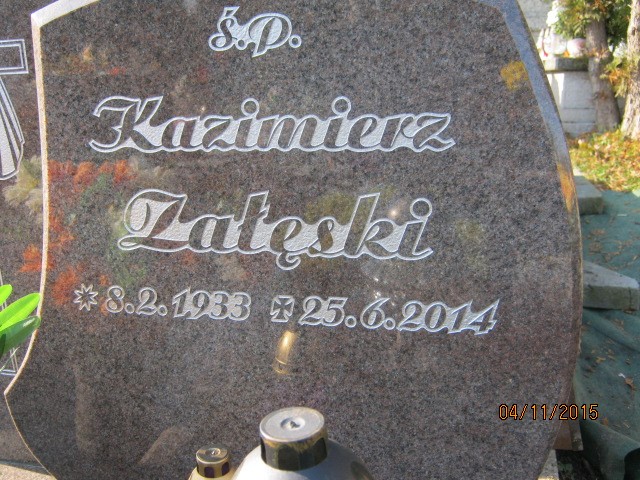 ś.p.
Kazimierz
Załęski
* 8.2.1933 ✠ 25.6.2014
04/11/2015